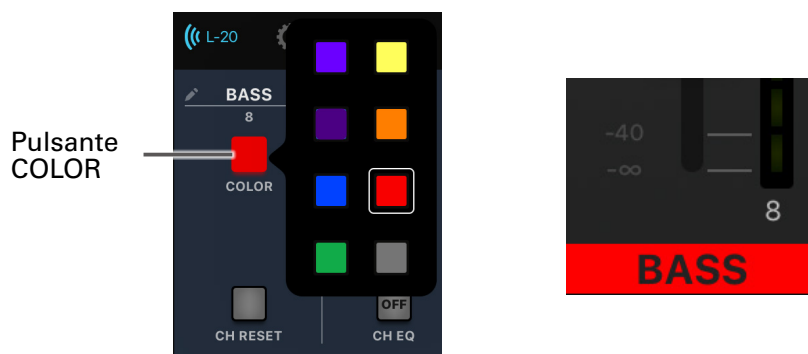 L-20
BASS
8
Pulsante
COLOR
COLOR
OFF
CH RESET
CH EQ
-40
-∞
8
BASS